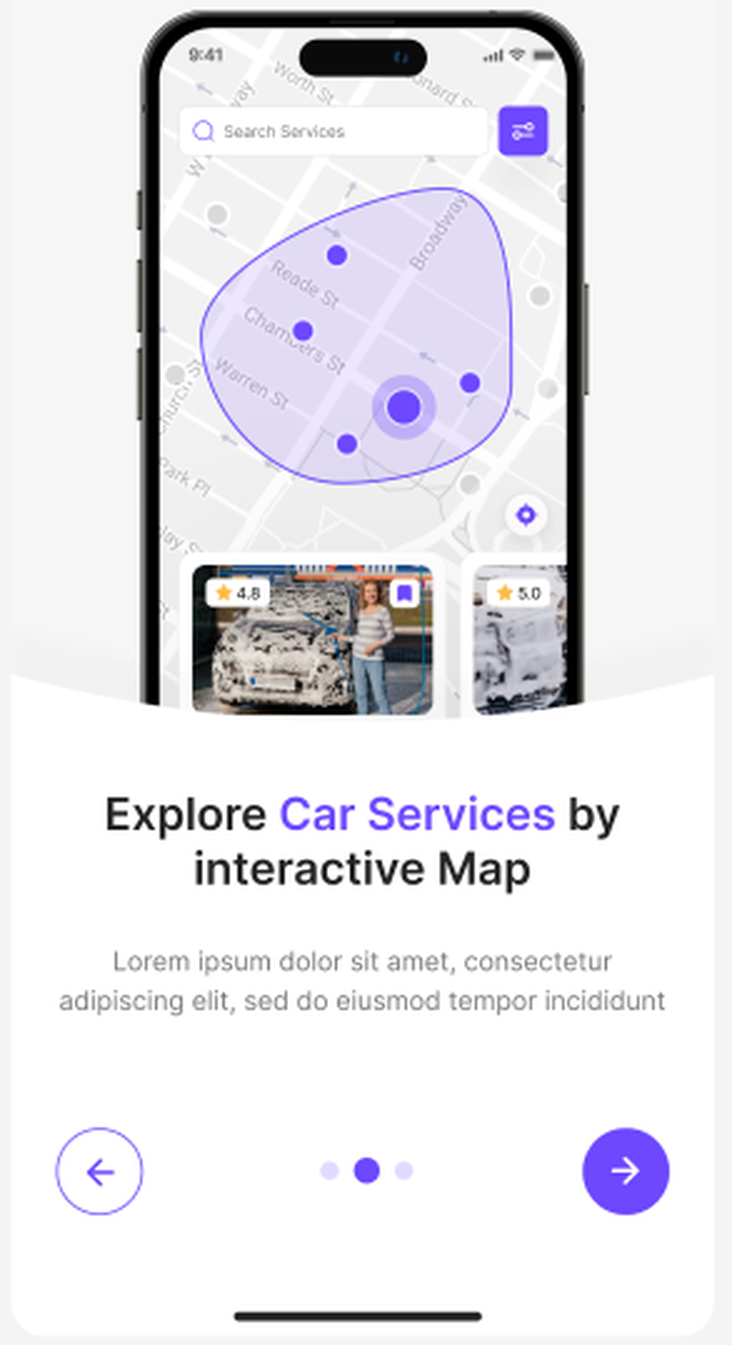 9:41
Worth St
Search Services
Broadway
Reade St
Chambers St
Warren St
Church St
Park Pl
4.8
5.0
Explore Car Services by
interactive Map
Lorem ipsum dolor sit amet, consectetur
adipiscing elit, sed do eiusmod tempor incididunt